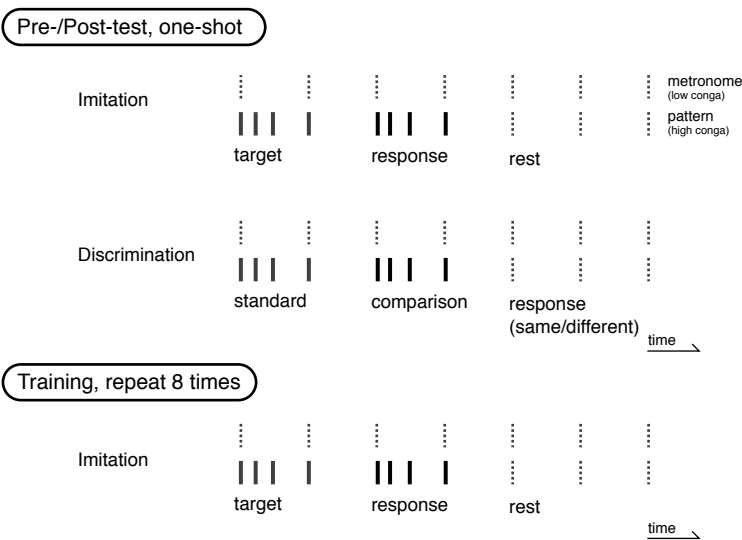 Pre-/Post-test, one-shot
Imitation
metronome
(low conga)
pattern
(high conga)
target response rest
Discrimination
standard comparison response
(same/different)
time
Training, repeat 8 times
Imitation
target response rest
time